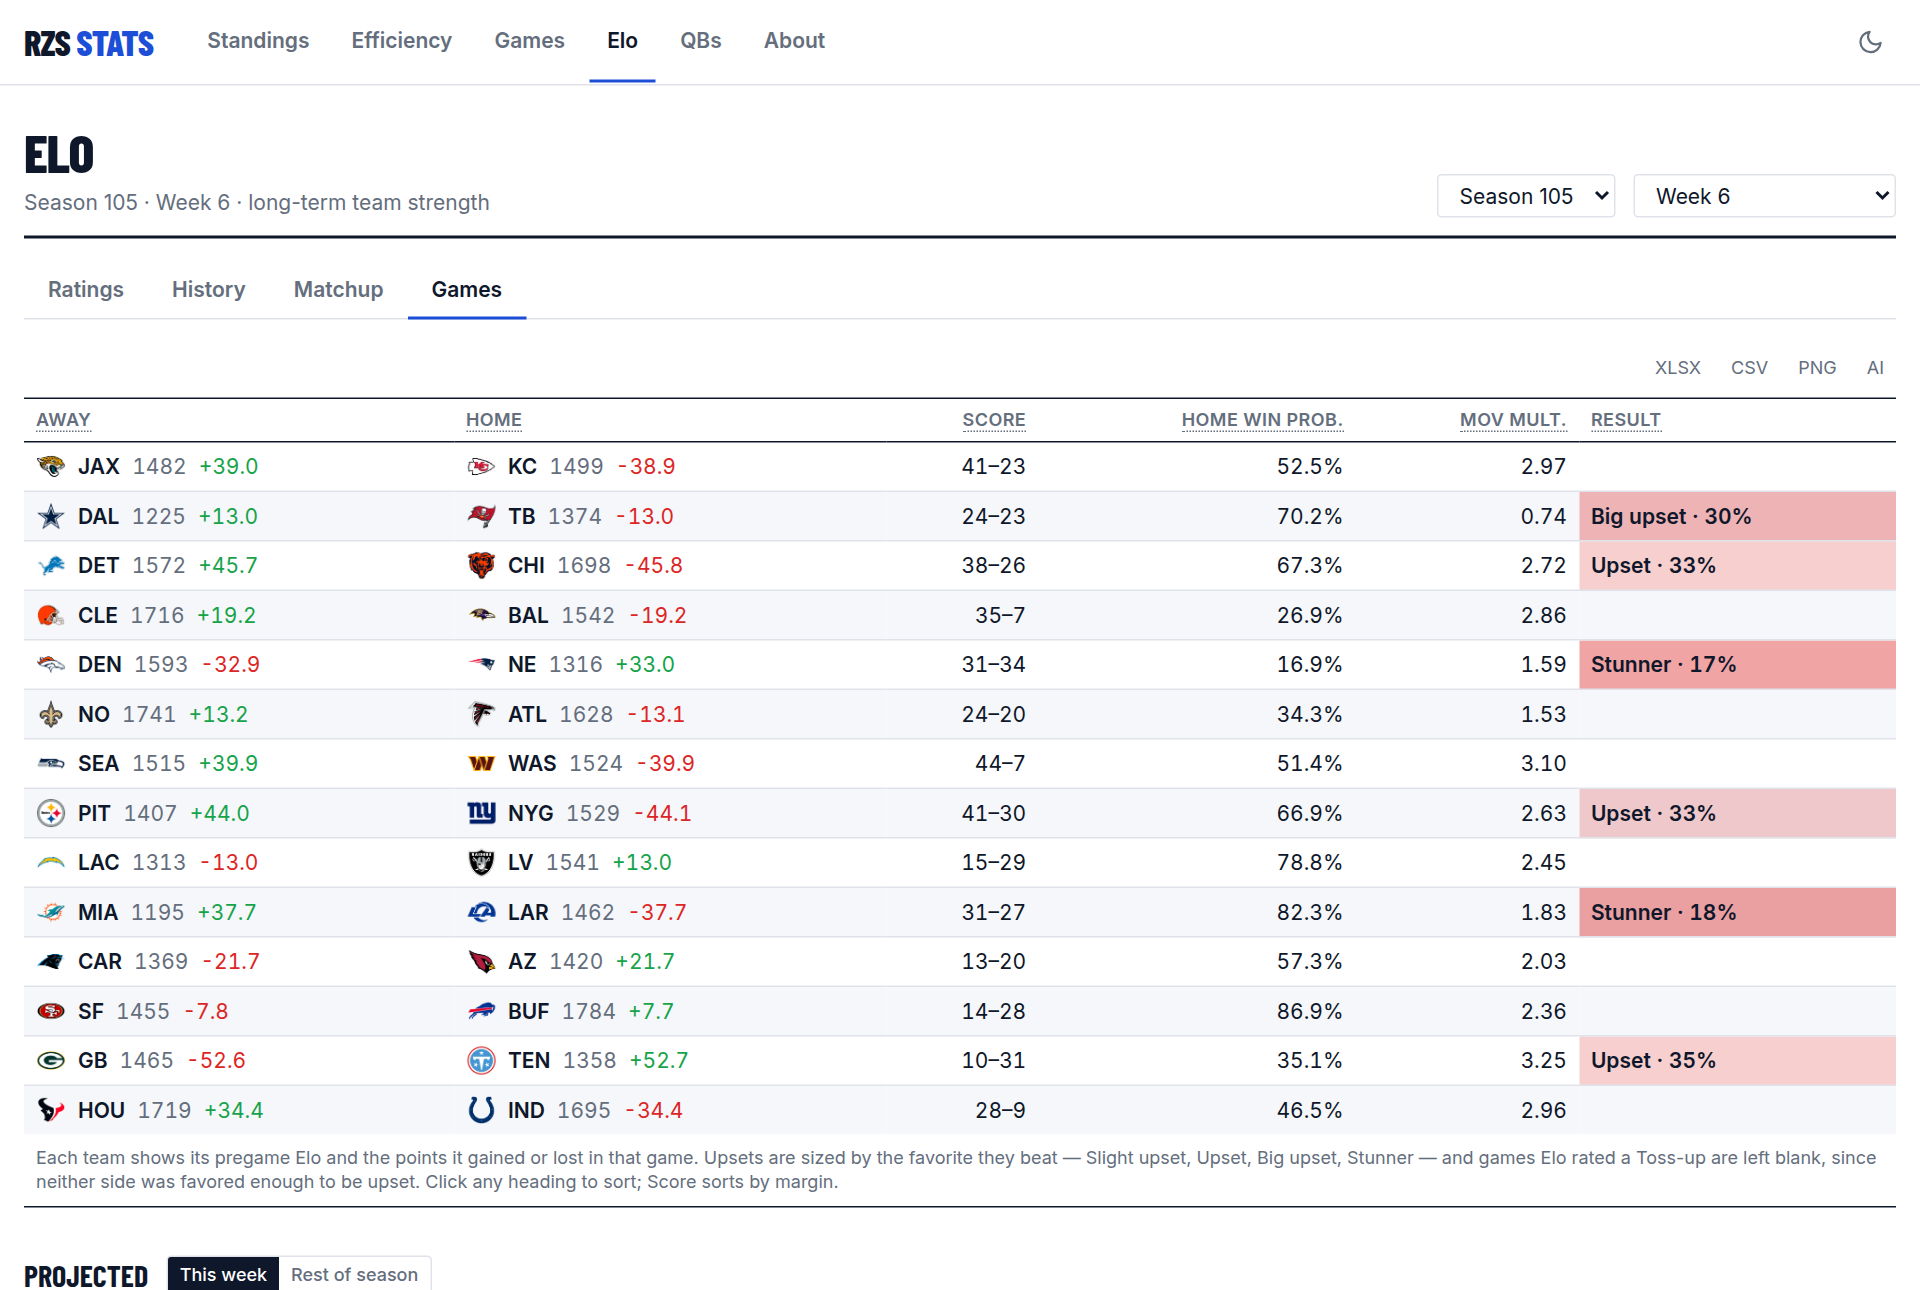 RZS STATS Standings Efficiency Games Elo QBs About
ELO
Season 105 · Week 6 · long-term team strength
Season 105 Week 6
Ratings History Matchup Games
XLSX CSV PNG AI
AWAY HOME SCORE HOME WIN PROB. MOV MULT. RESULT
JAX 1482 +39.0 KC 1499 -38.9 41–23 52.5% 2.97
DAL 1225 +13.0 TB 1374 -13.0 24–23 70.2% 0.74 Big upset · 30%
DET 1572 +45.7 CHI 1698 -45.8 38–26 67.3% 2.72 Upset · 33%
CLE 1716 +19.2 BAL 1542 -19.2 35–7 26.9% 2.86
DEN 1593 -32.9 NE 1316 +33.0 31–34 16.9% 1.59 Stunner · 17%
NO 1741 +13.2 ATL 1628 -13.1 24–20 34.3% 1.53
SEA 1515 +39.9 WAS 1524 -39.9 44–7 51.4% 3.10
PIT 1407 +44.0 NYG 1529 -44.1 41–30 66.9% 2.63 Upset · 33%
LAC 1313 -13.0 LV 1541 +13.0 15–29 78.8% 2.45
MIA 1195 +37.7 LAR 1462 -37.7 31–27 82.3% 1.83 Stunner · 18%
CAR 1369 -21.7 AZ 1420 +21.7 13–20 57.3% 2.03
SF 1455 -7.8 BUF 1784 +7.7 14–28 86.9% 2.36
GB 1465 -52.6 TEN 1358 +52.7 10–31 35.1% 3.25 Upset · 35%
HOU 1719 +34.4 IND 1695 -34.4 28–9 46.5% 2.96
Each team shows its pregame Elo and the points it gained or lost in that game. Upsets are sized by the favorite they beat — Slight upset, Upset, Big upset, Stunner — and games Elo rated a Toss-up are left blank, since
neither side was favored enough to be upset. Click any heading to sort; Score sorts by margin.
PROJECTED This week Rest of season